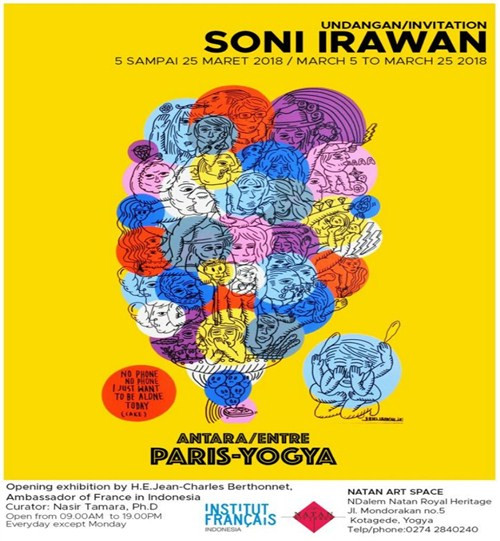 UNDANGAN/INVITATION
SONI IRAWAN
5 SAMPAI 25 MARET 2018 / MARCH 5 TO MARCH 25 2018
NO PHONE
NO PHONE
I JUST WANT
TO BE ALONE
TODAY
(CAKE)
ANTARA/ENTRE
PARIS-YOGYA
Opening exhibition by H.E.Jean-Charles Berthonnet,
Ambassador of France in Indonesia
Curator: Nasir Tamara, Ph.D
Open from 09.00AM to 19.00PM
Everyday except Monday
INSTITUT
FRANÇAIS
INDONESIA
NATAN
NATAN ART SPACE
NDalem Natan Royal Heritage
Jl. Mondorakan no.5
Kotagede, Yogya
Telp/phone:0274 2840240